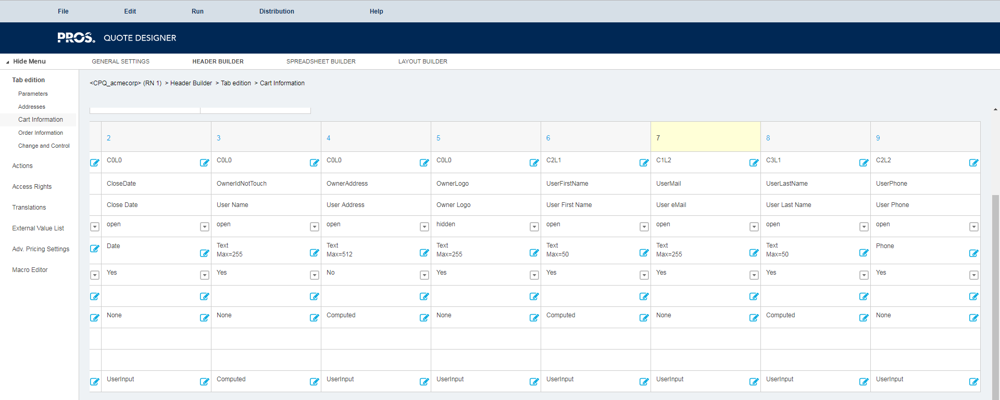 File Edit Run Distribution Help
PROS. QUOTE DESIGNER
Hide Menu GENERAL SETTINGS HEADER BUILDER SPREADSHEET BUILDER LAYOUT BUILDER
Tab edition
Parameters
Addresses
Cart Information
Order Information
Change and Control
Actions
Access Rights
Translations
External Value List
Adv. Pricing Settings
Macro Editor
<CPQ_acmecorp> (RN 1) > Header Builder > Tab edition > Cart Information
2 3 4 5 6 7 8 9
C0L0 C0L0 C0L0 C0L0 C2L1 C1L2 C3L1 C2L2
CloseDate OwnerIdNotTouch OwnerAddress OwnerLogo UserFirstName UserMail UserLastName UserPhone
Close Date User Name User Address Owner Logo User First Name User eMail User Last Name User Phone
open open open hidden open open open open
Date Text Text Text Text Text Text Phone
Max=255 Max=512 Max=255 Max=50 Max=255 Max=50
Yes Yes No Yes Yes Yes Yes Yes
None None Computed None Computed None Computed None
UserInput Computed UserInput UserInput UserInput UserInput UserInput UserInput